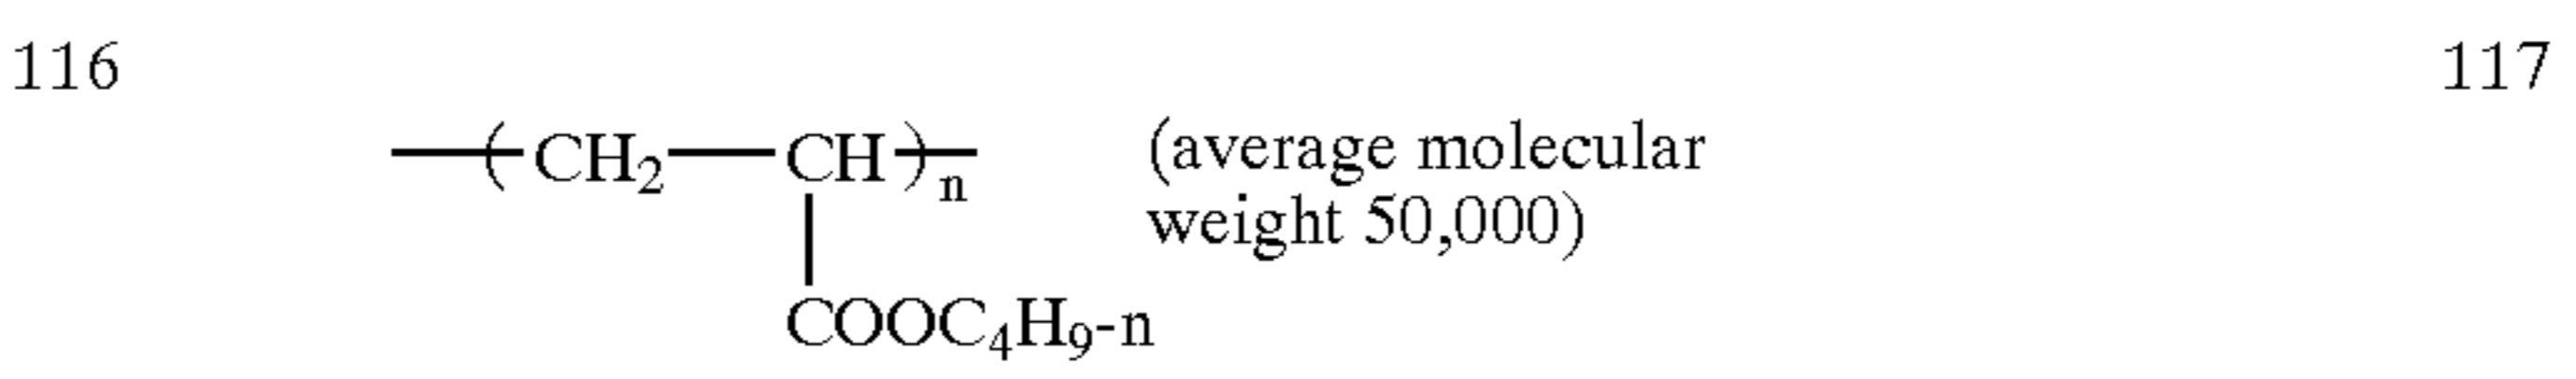 116 117
—(CH₂—CH)ₙ— (average molecular
weight 50,000)
COOC₄H₉-n